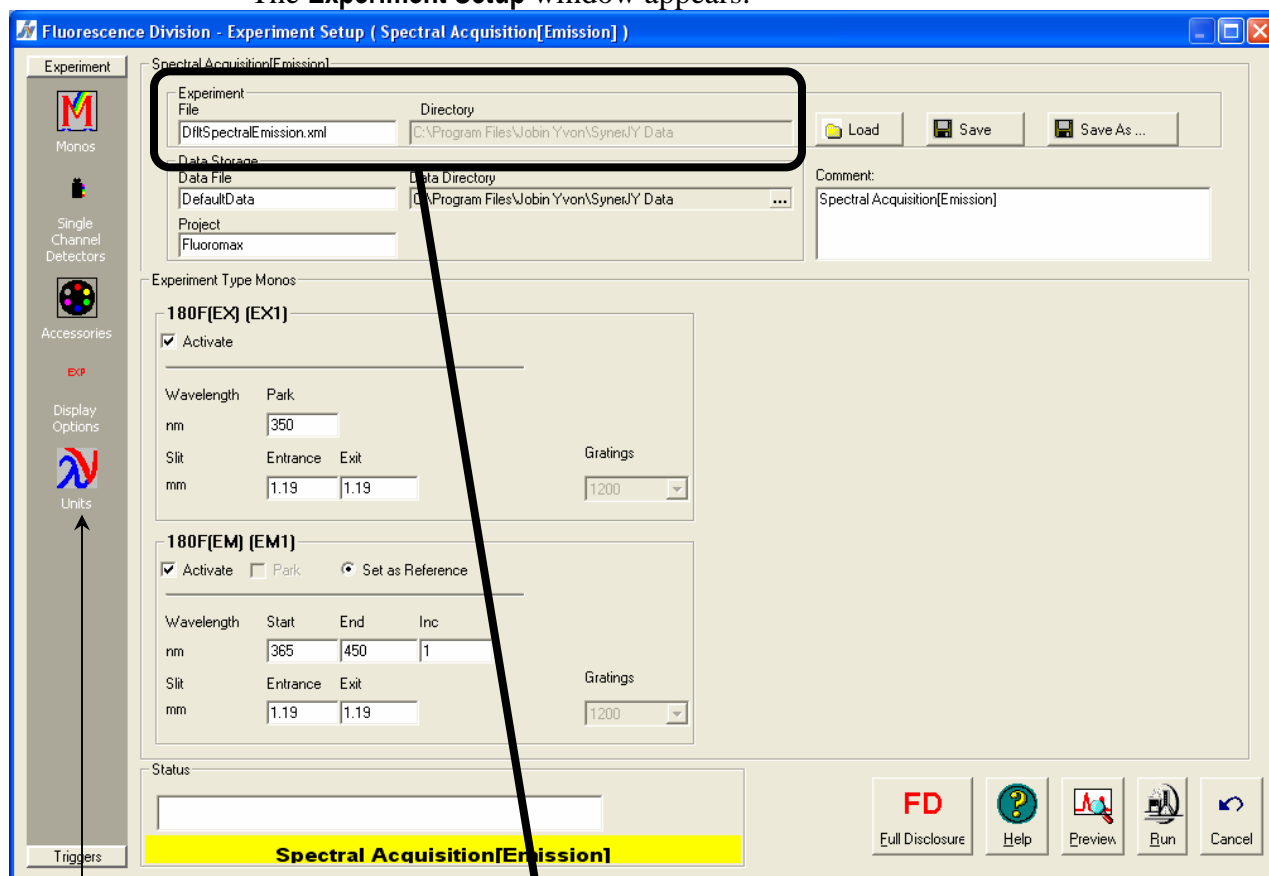 The Experiment Setup window appears.
Fluorescence Division - Experiment Setup ( Spectral Acquisition[Emission] )
Experiment
Monos
Single
Channel
Detectors
Accessories
EXP
Display
Options
Units
Triggers
Spectral Acquisition[Emission]
Experiment
File Directory
DfltSpectralEmission.xml C:\Program Files\Jobin Yvon\SynerJY Data
Load Save Save As ...
Data Storage
Data File Data Directory
DefaultData C:\Program Files\Jobin Yvon\SynerJY Data ...
Project
Fluoromax
Comment:
Spectral Acquisition[Emission]
Experiment Type Monos
180F(EX) (EX1)
Activate
Wavelength Park
nm 350
Slit Entrance Exit Gratings
mm 1.19 1.19 1200
180F(EM) (EM1)
Activate Park Set as Reference
Wavelength Start End Inc
nm 365 450 1
Slit Entrance Exit Gratings
mm 1.19 1.19 1200
Status
Spectral Acquisition[Emission]
FD
Full Disclosure Help Preview Run Cancel